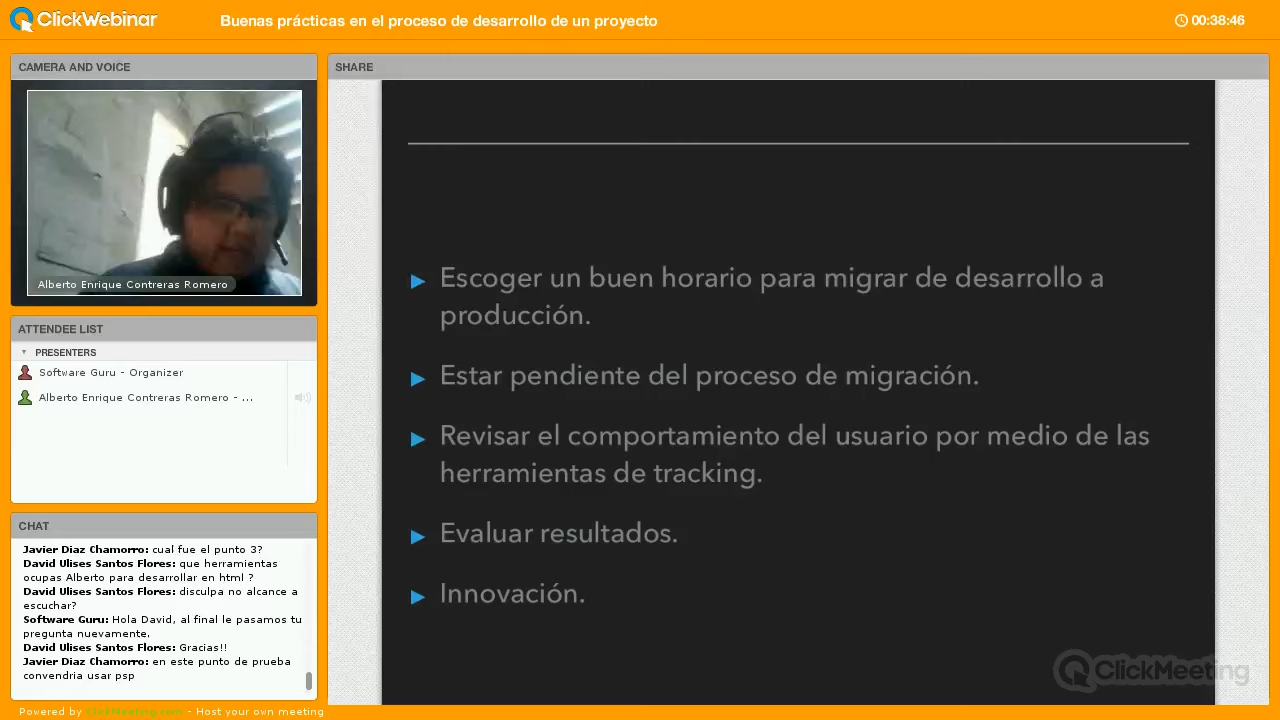 ClickWebinar
Buenas prácticas en el proceso de desarrollo de un proyecto
00:38:46
CAMERA AND VOICE
Alberto Enrique Contreras Romero
ATTENDEE LIST
PRESENTERS
Software Guru - Organizer
Alberto Enrique Contreras Romero - ...
CHAT
Javier Diaz Chamorro: cual fue el punto 3?
David Ulises Santos Flores: que herramientas
ocupas Alberto para desarrollar en html ?
David Ulises Santos Flores: disculpa no alcance a
escuchar?
Software Guru: Hola David, al final le pasamos tu
pregunta nuevamente.
David Ulises Santos Flores: Gracias!!
Javier Diaz Chamorro: en este punto de prueba
convendria usar psp
SHARE
Escoger un buen horario para migrar de desarrollo a
producción.
Estar pendiente del proceso de migración.
Revisar el comportamiento del usuario por medio de las
herramientas de tracking.
Evaluar resultados.
Innovación.
ClickMeeting
Powered by ClickMeeting.com - Host your own meeting